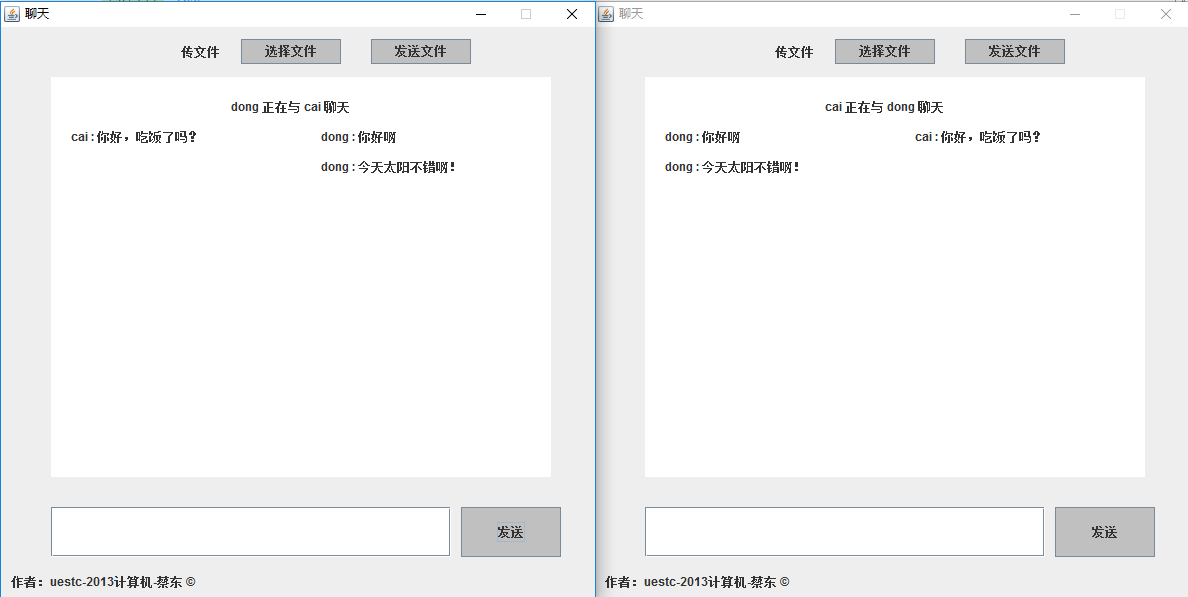 聊天
传文件 选择文件 发送文件
dong 正在与 cai 聊天
cai : 你好，吃饭了吗？ dong : 你好啊
dong : 今天太阳不错啊！
发送
作者：uestc-2013计算机-蔡东 ©
聊天
传文件 选择文件 发送文件
cai 正在与 dong 聊天
dong : 你好啊 cai : 你好，吃饭了吗？
dong : 今天太阳不错啊！
发送
作者：uestc-2013计算机-蔡东 ©